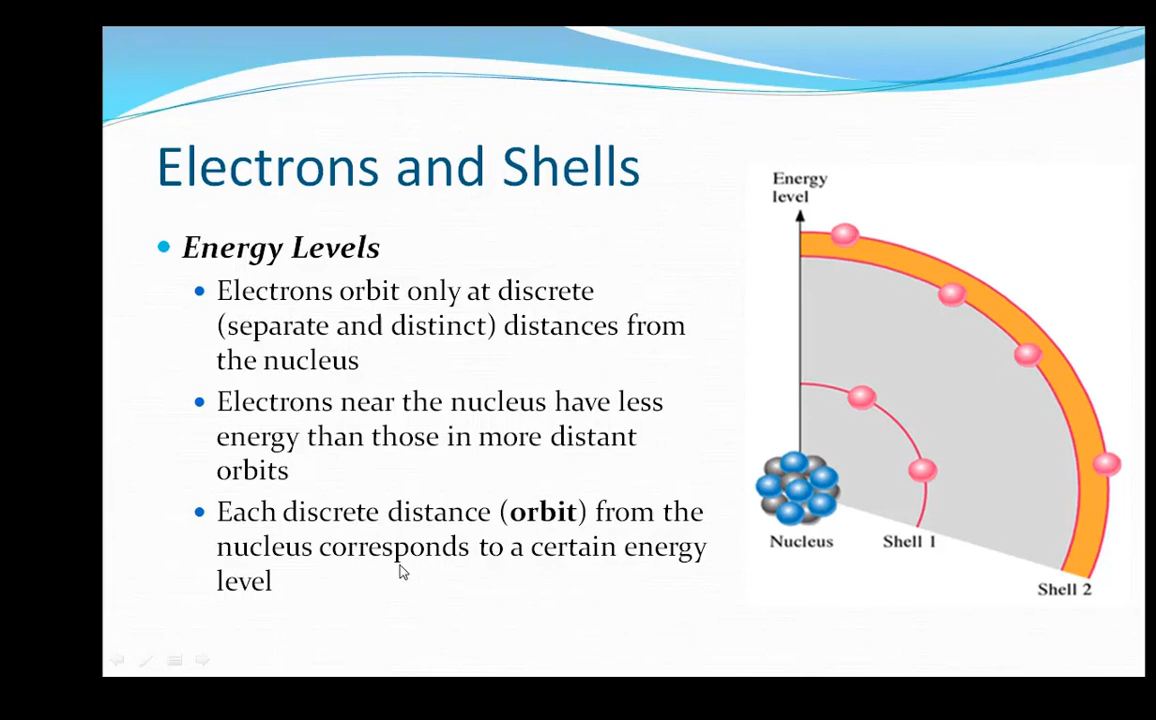 Electrons and Shells
Energy Levels
Electrons orbit only at discrete
(separate and distinct) distances from
the nucleus
Electrons near the nucleus have less
energy than those in more distant
orbits
Each discrete distance (orbit) from the
nucleus corresponds to a certain energy
level
Energy
level
Nucleus
Shell 1
Shell 2